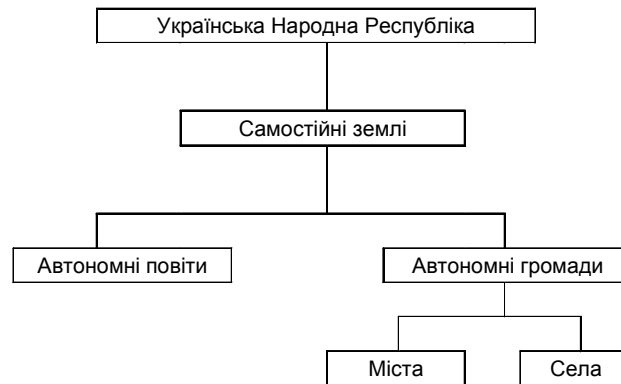 Українська Народна Республіка
Самостійні землі
Автономні повіти
Автономні громади
Міста
Села